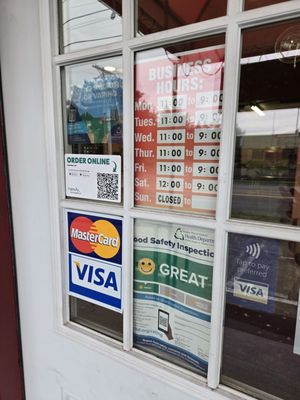 BUSINESS
HOURS:
Mon. 11:00 to 9:00
Tues. 11:00 to 9:00
Wed. 11:00 to 9:00
Thur. 11:00 to 9:00
Fri. 11:00 to 9:00
Sat. 12:00 to 9:00
Sun. CLOSED to
ORDER ONLINE
MasterCard
VISA
Health Department
Food Safety Inspection
GREAT
Tap to pay
preferred
VISA